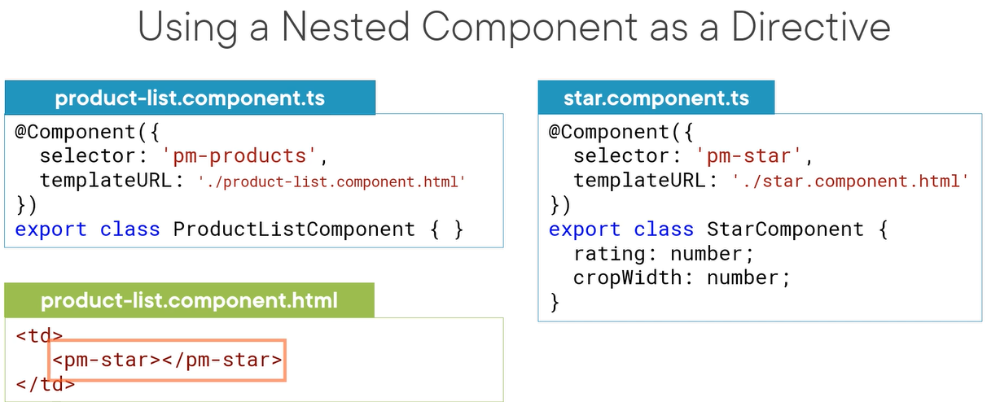 Using a Nested Component as a Directive
product-list.component.ts
@Component({
  selector: 'pm-products',
  templateURL: './product-list.component.html'
})
export class ProductListComponent { }
product-list.component.html
<td>
   <pm-star></pm-star>
</td>
star.component.ts
@Component({
  selector: 'pm-star',
  templateURL: './star.component.html'
})
export class StarComponent {
  rating: number;
  cropWidth: number;
}